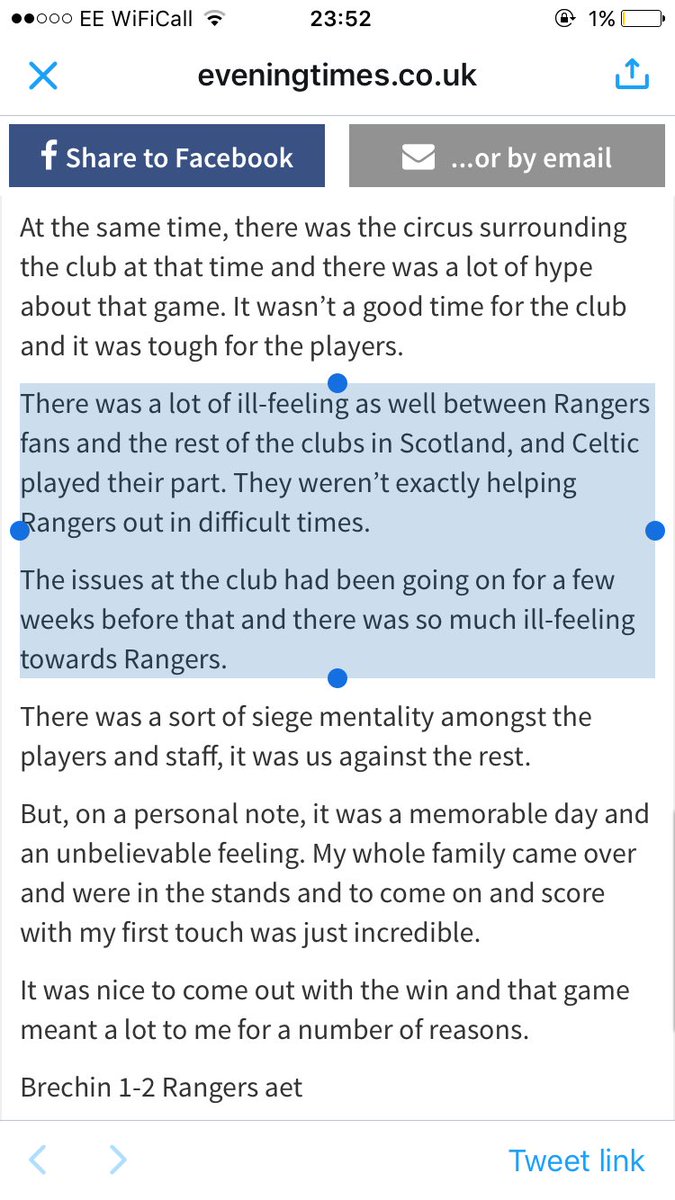 EE WiFiCall 23:52 1%
eveningtimes.co.uk
f Share to Facebook ...or by email
At the same time, there was the circus surrounding
the club at that time and there was a lot of hype
about that game. It wasn’t a good time for the club
and it was tough for the players.
There was a lot of ill-feeling as well between Rangers
fans and the rest of the clubs in Scotland, and Celtic
played their part. They weren’t exactly helping
Rangers out in difficult times.
The issues at the club had been going on for a few
weeks before that and there was so much ill-feeling
towards Rangers.
There was a sort of siege mentality amongst the
players and staff, it was us against the rest.
But, on a personal note, it was a memorable day and
an unbelievable feeling. My whole family came over
and were in the stands and to come on and score
with my first touch was just incredible.
It was nice to come out with the win and that game
meant a lot to me for a number of reasons.
Brechin 1-2 Rangers aet
Tweet link